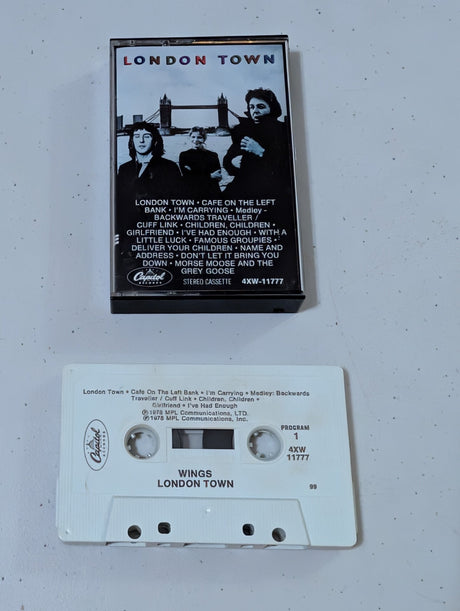 LONDON TOWN
LONDON TOWN • CAFE ON THE LEFT
BANK • I'M CARRYING • Medley -
BACKWARDS TRAVELLER /
CUFF LINK • CHILDREN, CHILDREN •
GIRLFRIEND • I'VE HAD ENOUGH • WITH A
LITTLE LUCK • FAMOUS GROUPIES •
DELIVER YOUR CHILDREN • NAME AND
ADDRESS • DON'T LET IT BRING YOU
DOWN • MORSE MOOSE AND THE
GREY GOOSE
Capitol
RECORDS
STEREO CASSETTE
4XW-11777
London Town • Cafe On The Left Bank • I'm Carrying • Medley: Backwards
Traveller / Cuff Link • Children, Children •
Girlfriend • I've Had Enough
℗1978 MPL Communications, LTD.
©1978 MPL Communications, Inc.
PROGRAM
1
4XW
11777
Capitol
WINGS
LONDON TOWN
99